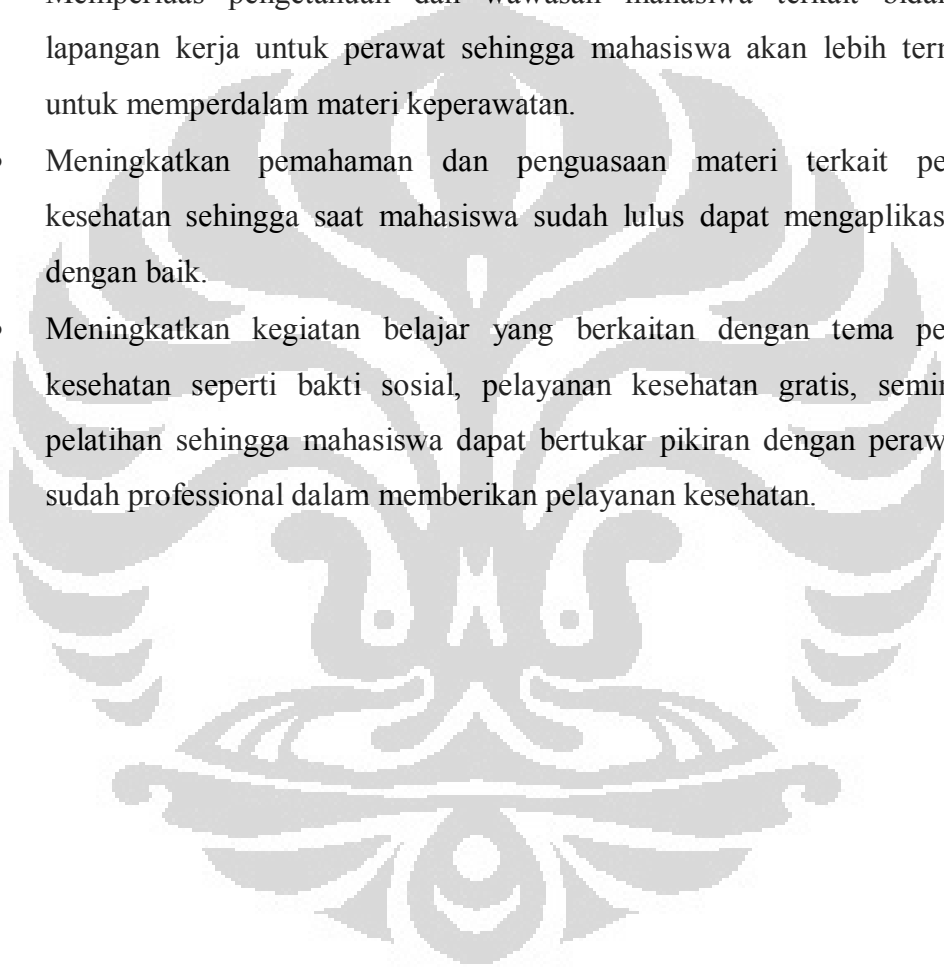 Memperluas pengetahuan dan wawasan mahasiswa terkait
lapangan kerja untuk perawat sehingga mahasiswa akan lebih
untuk memperdalam materi keperawatan.
• Meningkatkan pemahaman dan penguasaan materi terkait
kesehatan sehingga saat mahasiswa sudah lulus dapat
dengan baik.
• Meningkatkan kegiatan belajar yang berkaitan dengan tema
kesehatan seperti bakti sosial, pelayanan kesehatan gratis,
pelatihan sehingga mahasiswa dapat bertukar pikiran dengan
sudah professional dalam memberikan pelayanan kesehatan.